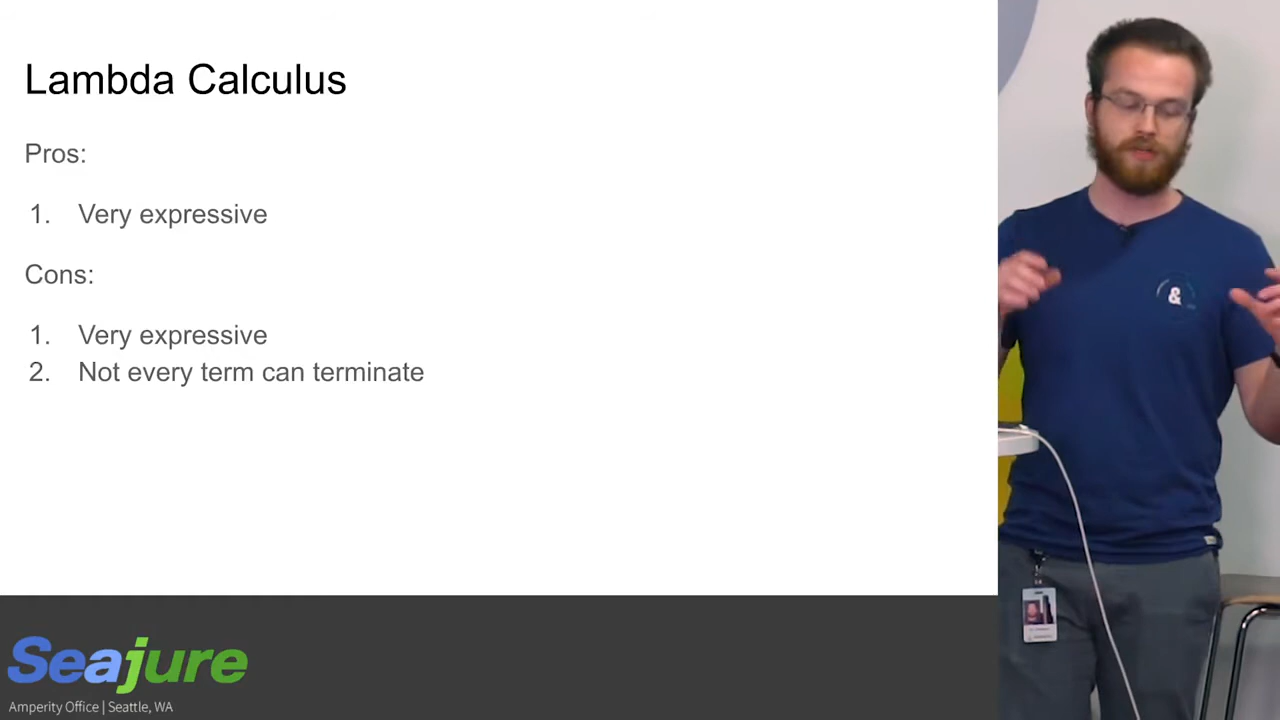 Lambda Calculus
Pros:
1. Very expressive
Cons:
1. Very expressive
2. Not every term can terminate
&
Seajure
Amperity Office | Seattle, WA